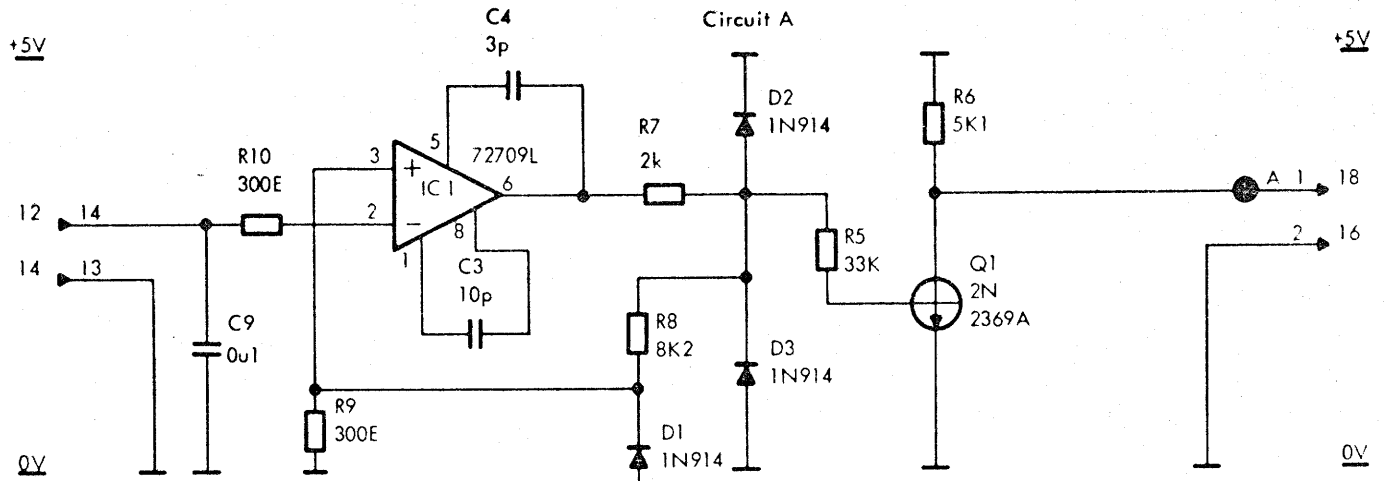 Circuit A
+5V
+5V
C4
3p
D2
1N914
R6
5K1
R7
2k
R10
300E
3
+
5
72709L
IC 1
6
2
−
8
1
12
14
14
13
C3
10p
R5
33K
Q1
2N
2369A
A 1
18
2
16
C9
0u1
R8
8K2
D3
1N914
R9
300E
D1
1N914
0V
0V